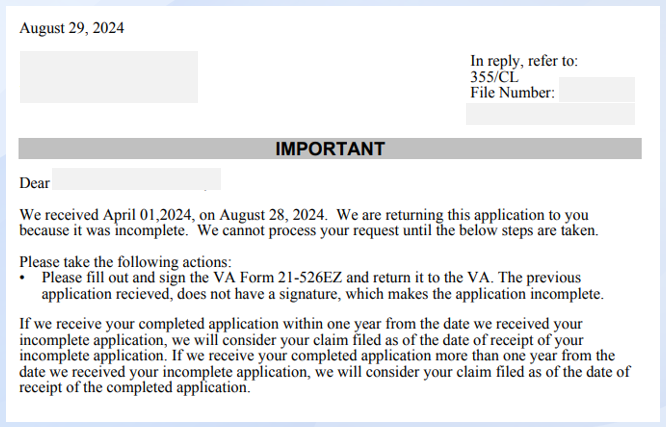 August 29, 2024
In reply, refer to:
355/CL
File Number:
IMPORTANT
Dear
We received April 01,2024, on August 28, 2024.  We are returning this application to you
because it was incomplete.  We cannot process your request until the below steps are taken.
Please take the following actions:
• Please fill out and sign the VA Form 21-526EZ and return it to the VA. The previous
application recieved, does not have a signature, which makes the application incomplete.
If we receive your completed application within one year from the date we received your
incomplete application, we will consider your claim filed as of the date of receipt of your
incomplete application. If we receive your completed application more than one year from the
date we received your incomplete application, we will consider your claim filed as of the date of
receipt of the completed application.